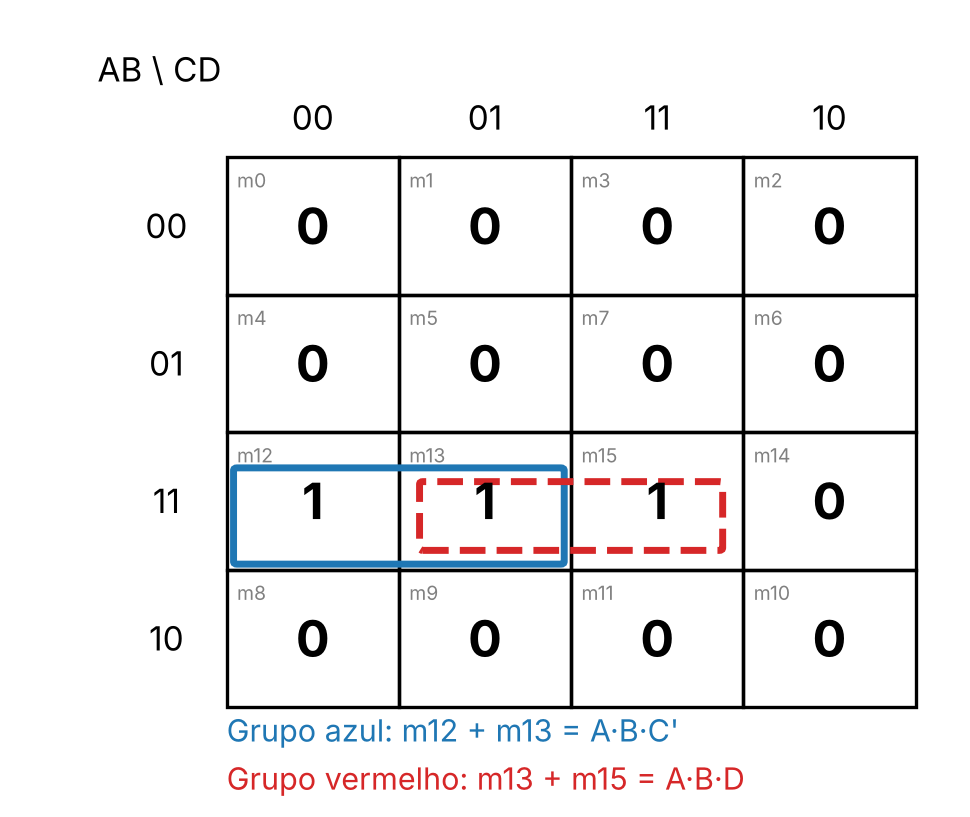 AB \ CD
00 01 11 10
m0 m1 m3 m2
00 0 0 0 0
m4 m5 m7 m6
01 0 0 0 0
m12 m13 m15 m14
11 1 1 1 0
m8 m9 m11 m10
10 0 0 0 0
Grupo azul: m12 + m13 = A·B·C'
Grupo vermelho: m13 + m15 = A·B·D